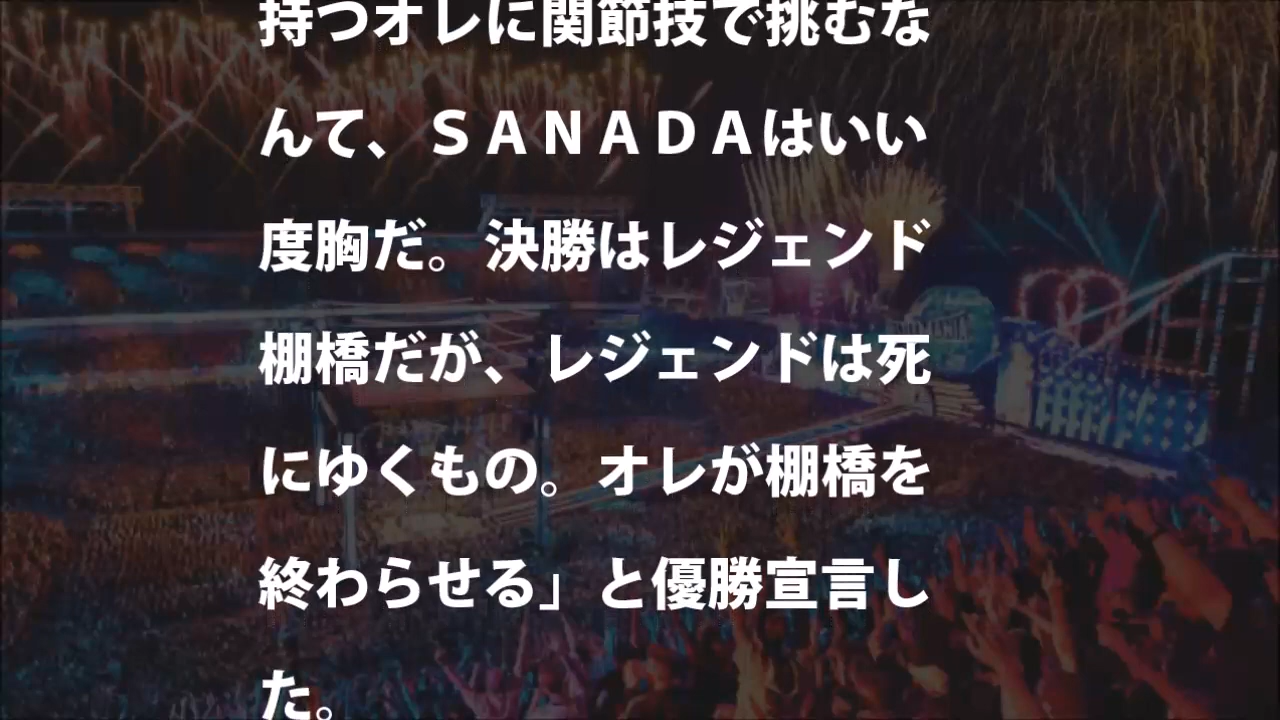 持つオレに関節技で挑むな
んて、ＳＡＮＡＤＡはいい
度胸だ。決勝はレジェンド
棚橋だが、レジェンドは死
にゆくもの。オレが棚橋を
終わらせる」と優勝宣言し
た。